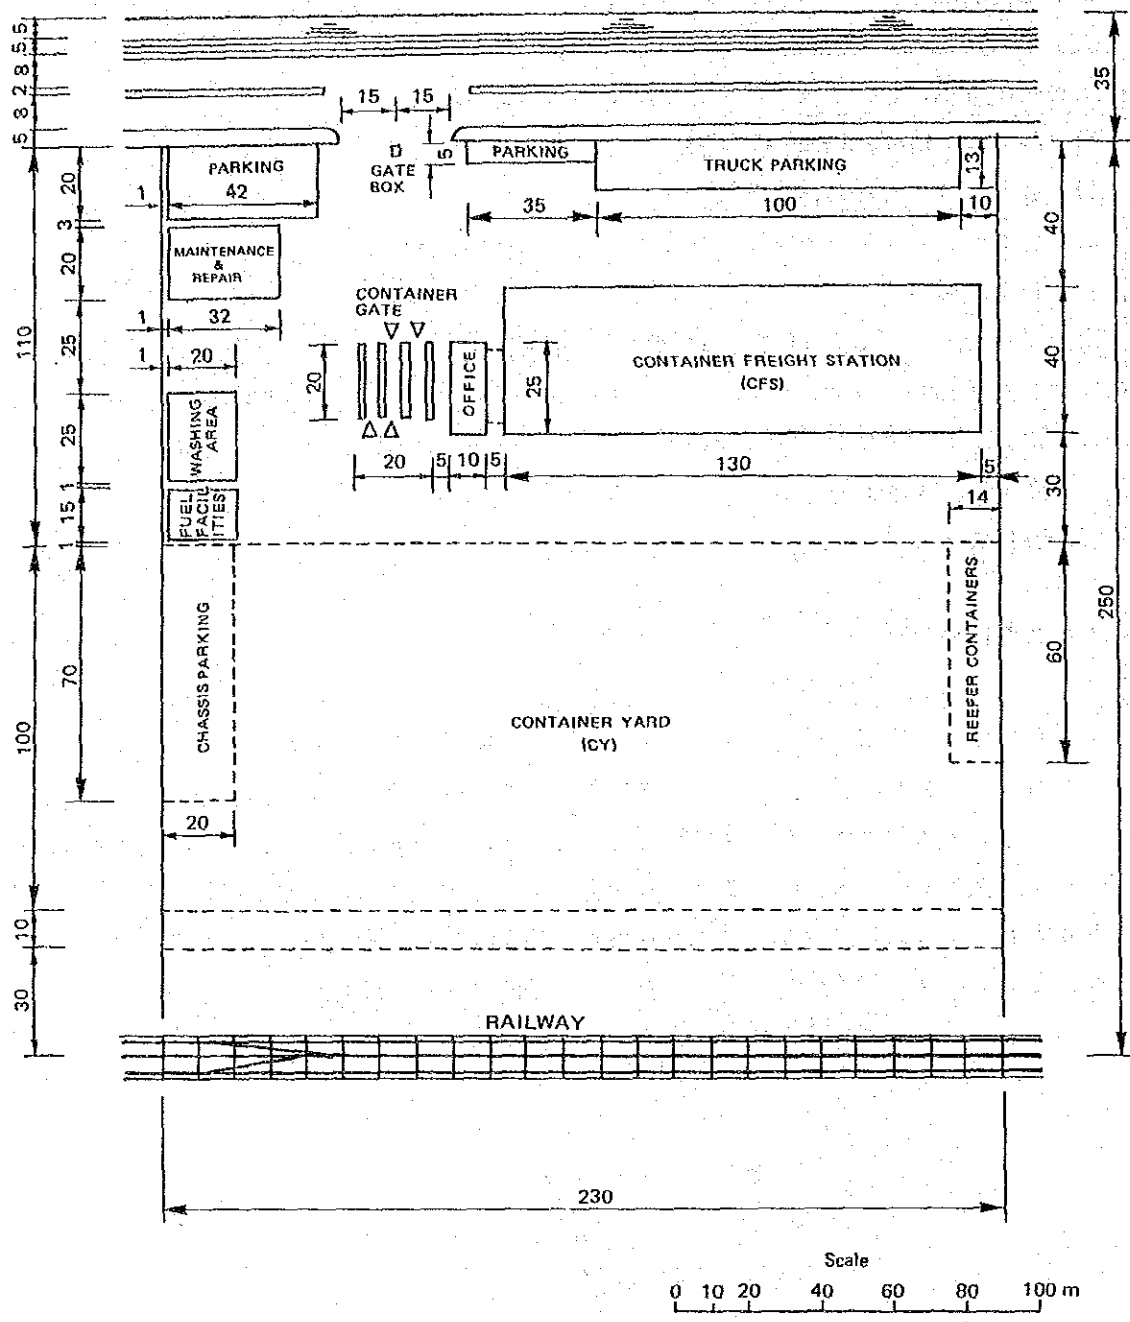 5
5
8
2
8
5
15 15
35
PARKING
42
1
20
D
GATE
BOX
5
PARKING
TRUCK PARKING
13
35
100
10
3
20
MAINTENANCE
&
REPAIR
40
110
25
1
32
1
20
CONTAINER
GATE
20
OFFICE
25
CONTAINER FREIGHT STATION
(CFS)
40
25
WASHING
AREA
20
5
10
5
130
5
14
30
1
15
FUEL
FACIL
ITIES
1
250
100
70
CHASSIS PARKING
CONTAINER YARD
(CY)
REEFER CONTAINERS
60
20
10
30
RAILWAY
230
Scale
0 10 20 40 60 80 100 m